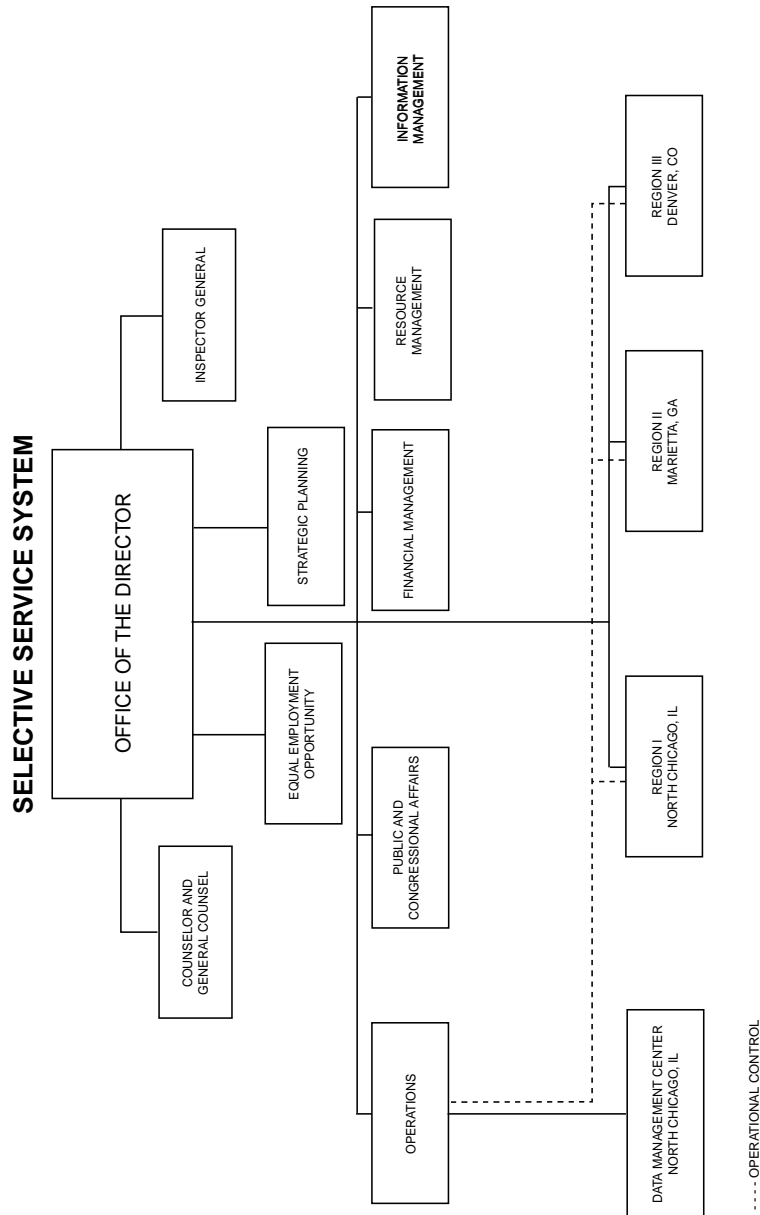 SELECTIVE SERVICE SYSTEM
OFFICE OF THE DIRECTOR
COUNSELOR AND
GENERAL COUNSEL
INSPECTOR GENERAL
EQUAL EMPLOYMENT
OPPORTUNITY
STRATEGIC PLANNING
OPERATIONS
PUBLIC AND
CONGRESSIONAL AFFAIRS
FINANCIAL MANAGEMENT
RESOURCE
MANAGEMENT
INFORMATION
MANAGEMENT
DATA MANAGEMENT CENTER
NORTH CHICAGO, IL
REGION I
NORTH CHICAGO, IL
REGION II
MARIETTA, GA
REGION III
DENVER, CO
---- OPERATIONAL CONTROL